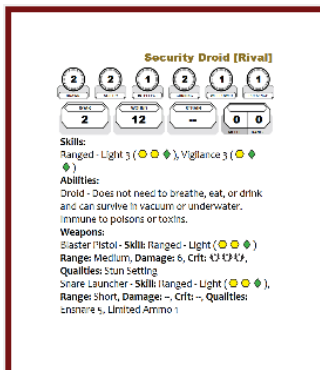 Security Droid [Rival]
2 2 1 2 1 1
2 12 -- 0 0
Skills:
Ranged - Light 3 ( ), Vigilance 3 (
)
Abilities:
Droid - Does not need to breathe, eat, or drink
and can survive in vacuum or underwater.
Immune to poisons or toxins.
Weapons:
Blaster Pistol - Skill: Ranged - Light ( )
Range: Medium, Damage: 6, Crit: ,
Qualities: Stun Setting
Snare Launcher - Skill: Ranged - Light ( ),
Range: Short, Damage: --, Crit: --, Qualities:
Ensnare 5, Limited Ammo 1